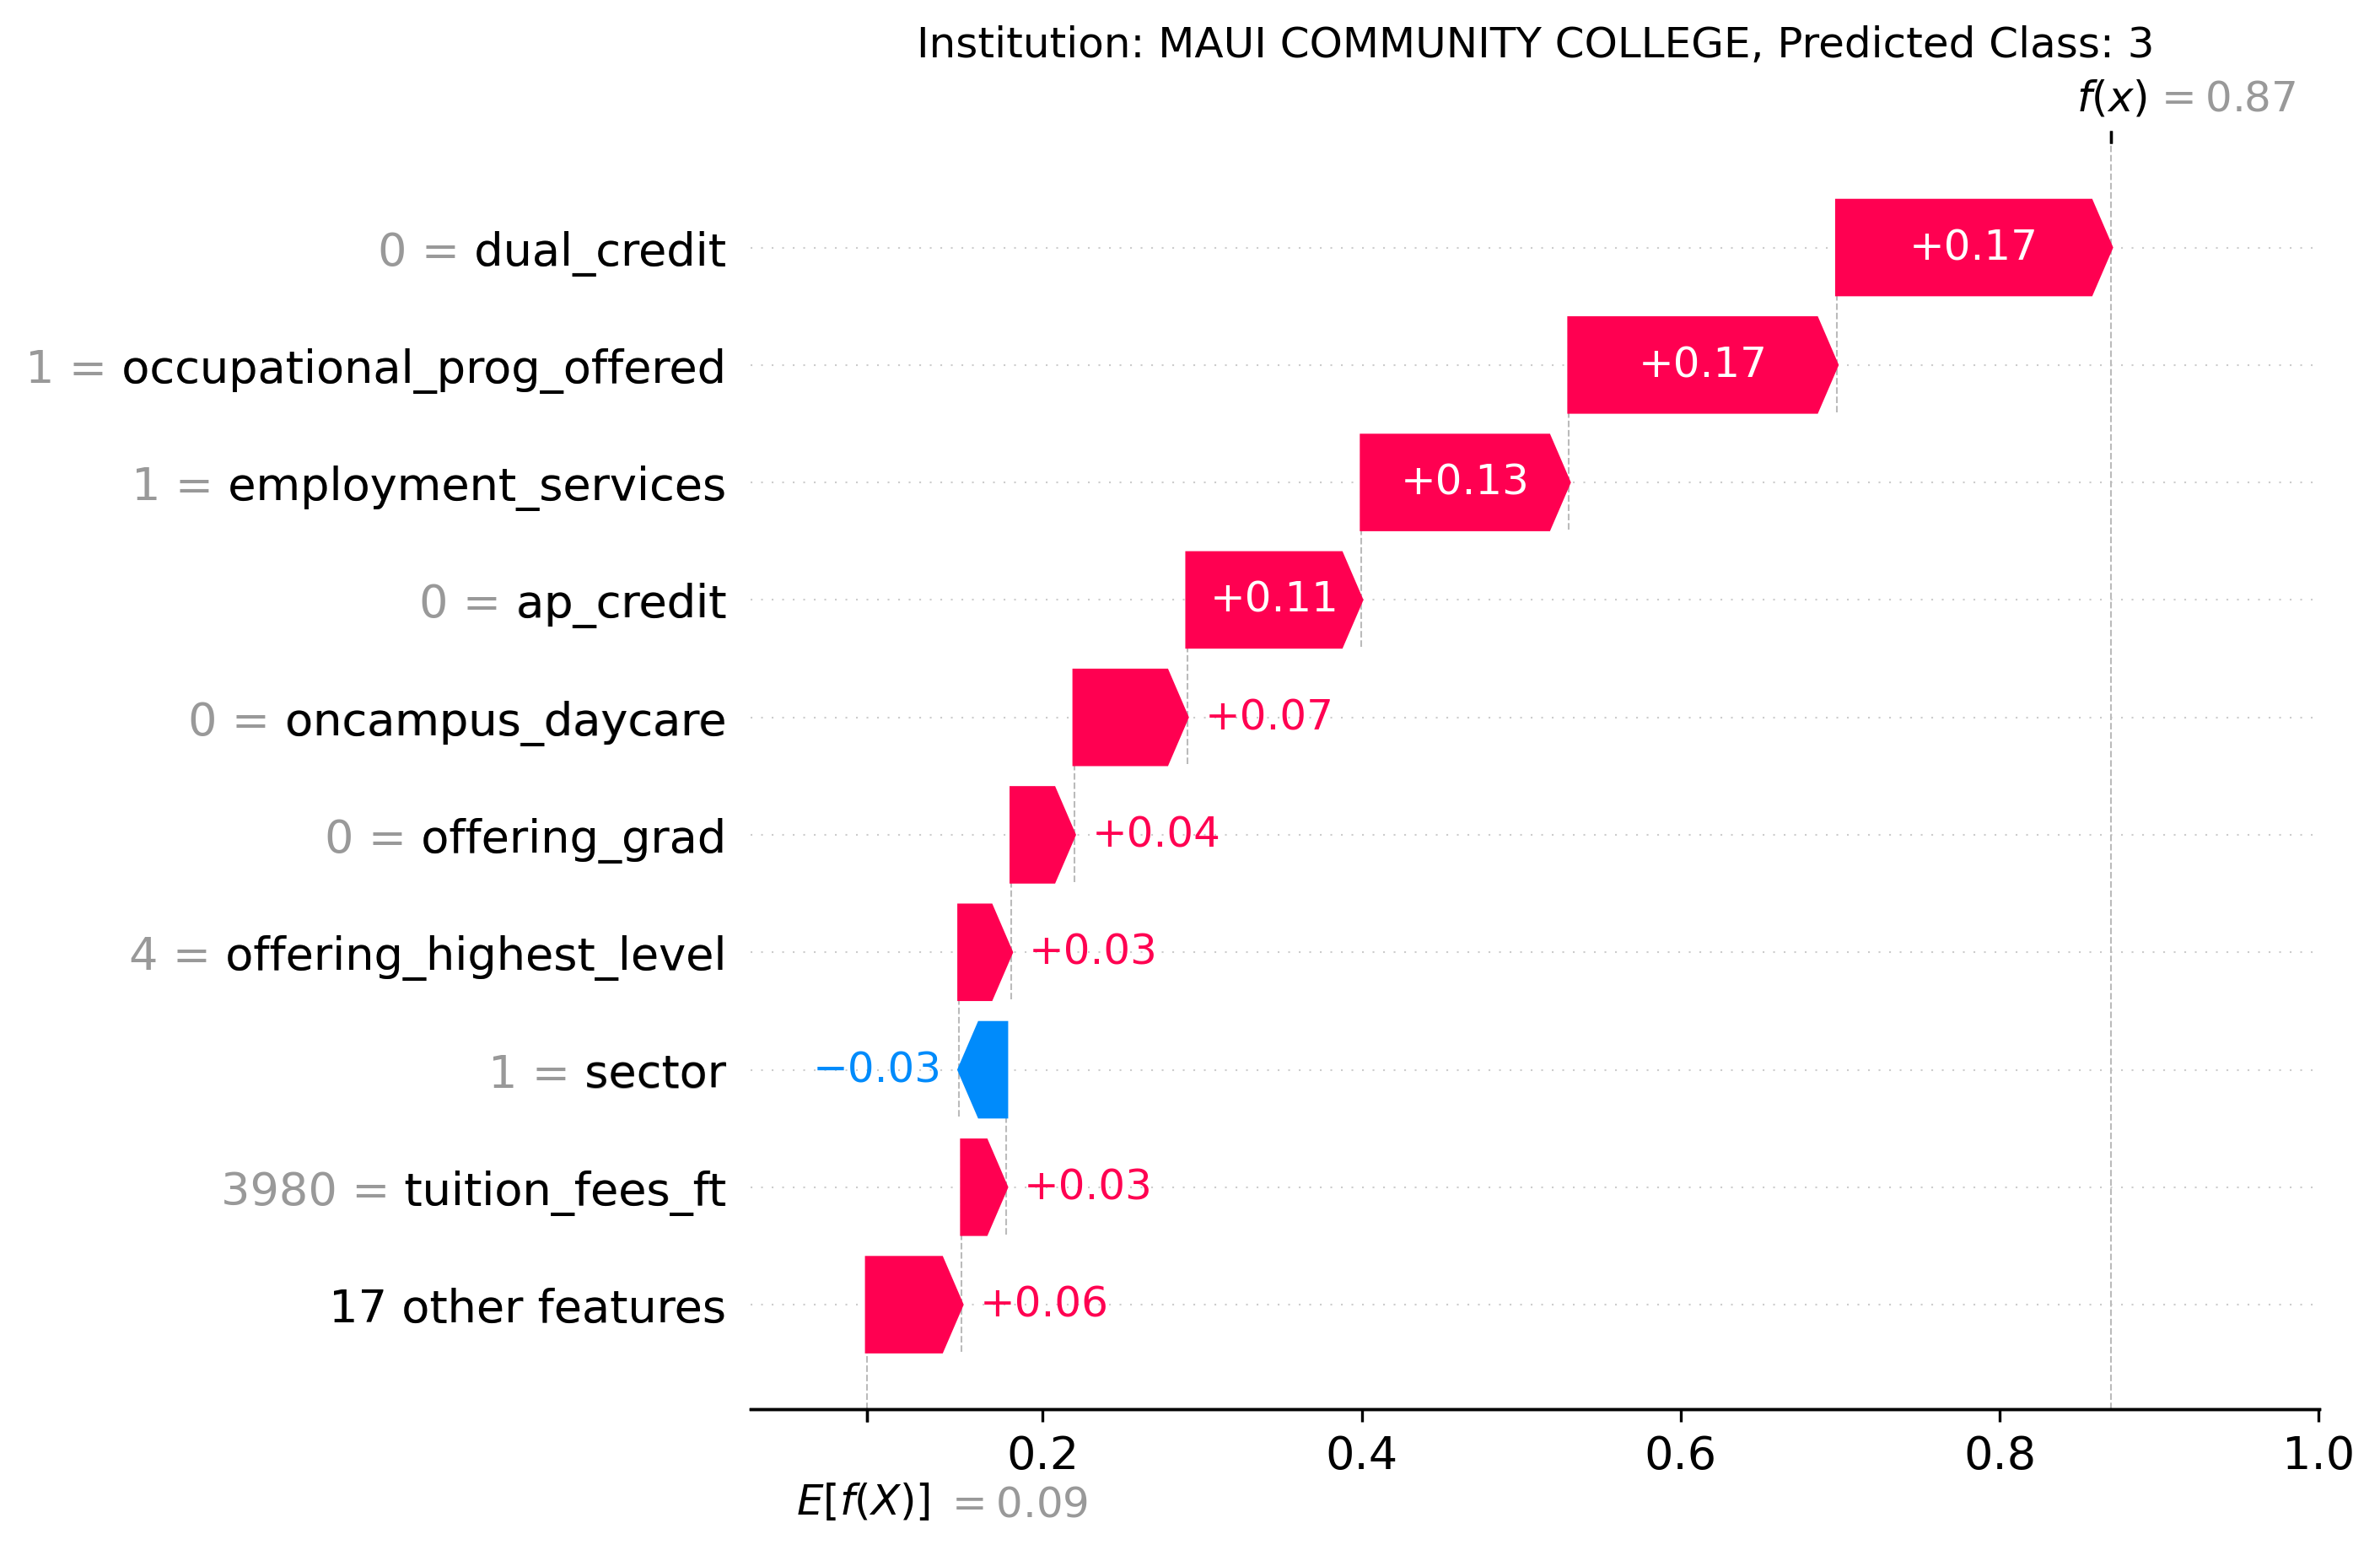 Institution: MAUI COMMUNITY COLLEGE, Predicted Class: 3
f(x) = 0.87
0 = dual_credit +0.17
1 = occupational_prog_offered +0.17
1 = employment_services +0.13
0 = ap_credit +0.11
0 = oncampus_daycare +0.07
0 = offering_grad +0.04
4 = offering_highest_level +0.03
1 = sector −0.03
3980 = tuition_fees_ft +0.03
17 other features +0.06
0.2 0.4 0.6 0.8 1.0
E[f(X)] = 0.09